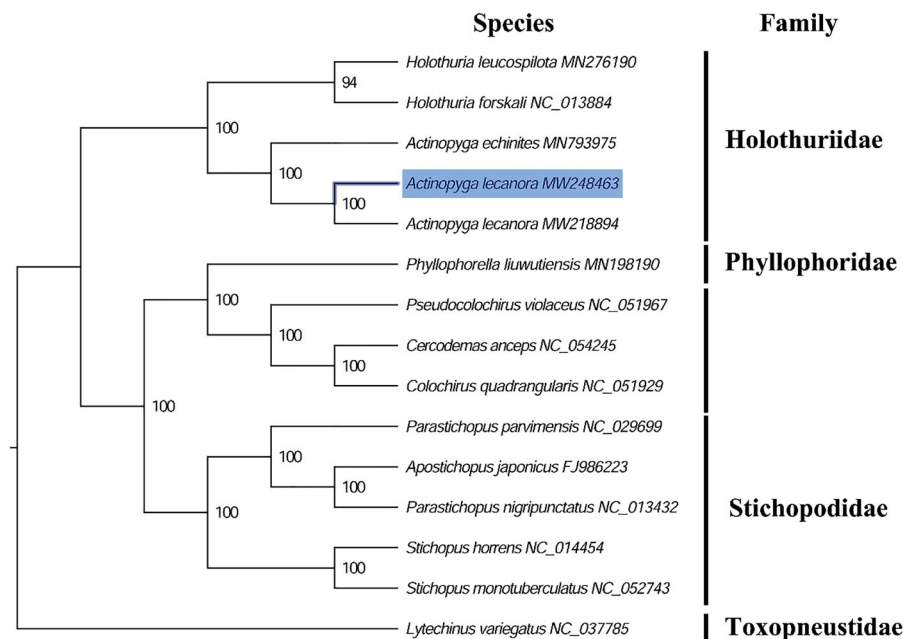 Species Family
Holothuria leucospilota MN276190
94
Holothuria forskali NC_013884
100
Actinopyga echinites MN793975
Holothuriidae
100
Actinopyga lecanora MW248463
100
Actinopyga lecanora MW218894
Phyllophorella liuwutiensis MN198190 Phyllophoridae
100
Pseudocolochirus violaceus NC_051967
100
Cercodemas anceps NC_054245
100
Colochirus quadrangularis NC_051929
100
Parastichopus parvimensis NC_029699
100
Apostichopus japonicus FJ986223
100
Parastichopus nigripunctatus NC_013432
Stichopodidae
100
Stichopus horrens NC_014454
100
Stichopus monotuberculatus NC_052743
Lytechinus variegatus NC_037785 Toxopneustidae